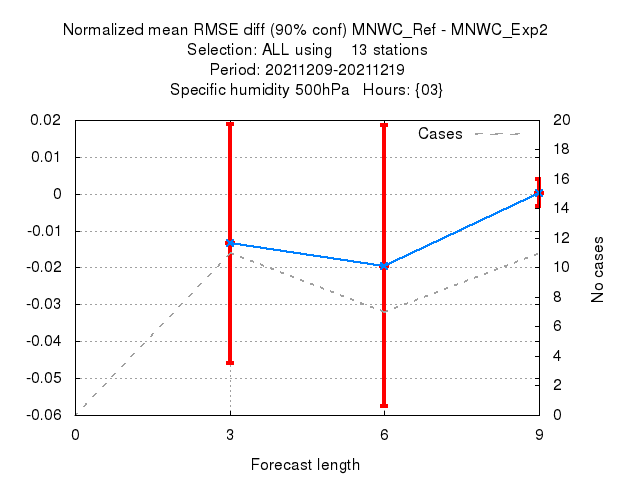 Normalized mean RMSE diff (90% conf) MNWC_Ref - MNWC_Exp2
Selection: ALL using 13 stations
Period: 20211209-20211219
Specific humidity 500hPa Hours: {03}
Cases
0.02
0.01
0
-0.01
-0.02
-0.03
-0.04
-0.05
-0.06
20
18
16
14
12
10
8
6
4
2
0
No cases
0 3 6 9
Forecast length